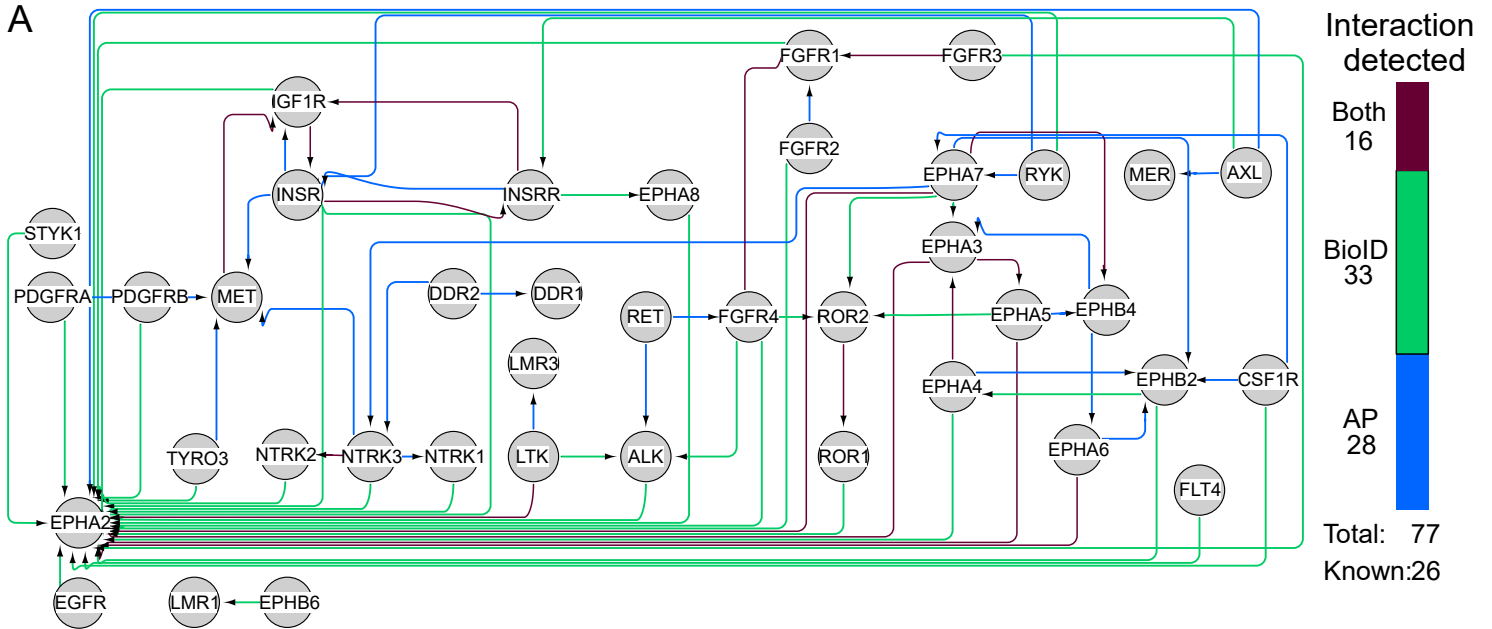 A
Interaction
detected
Both
16
BioID
33
AP
28
Total: 77
Known:26
FGFR1
FGFR3
IGF1R
FGFR2
INSR
INSRR
EPHA8
EPHA7
RYK
MER
AXL
STYK1
EPHA3
PDGFRA
PDGFRB
MET
DDR2
DDR1
RET
FGFR4
ROR2
EPHA5
EPHB4
LMR3
EPHA4
EPHB2
CSF1R
TYRO3
NTRK2
NTRK3
NTRK1
LTK
ALK
ROR1
EPHA6
FLT4
EPHA2
EGFR
LMR1
EPHB6